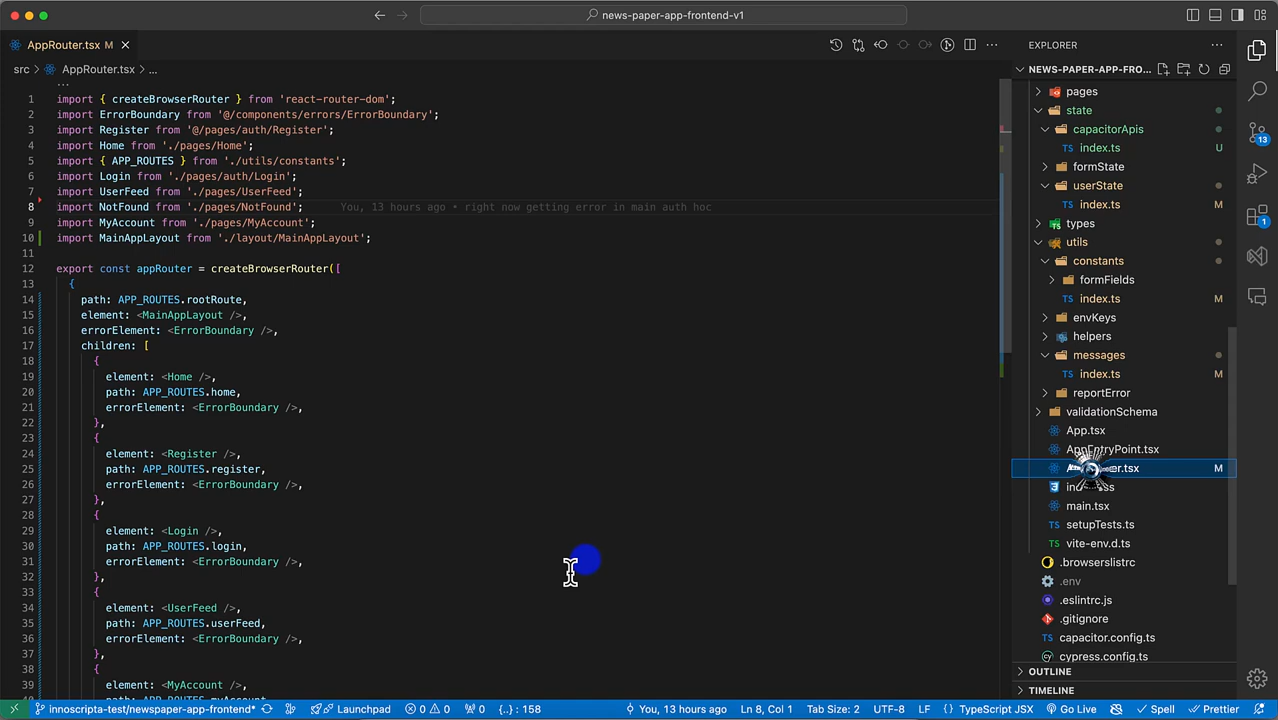 news-paper-app-frontend-v1
AppRouter.tsx M
EXPLORER
src > AppRouter.tsx > ...
NEWS-PAPER-APP-FRO...
...
1 import { createBrowserRouter } from 'react-router-dom';
2 import ErrorBoundary from '@/components/errors/ErrorBoundary';
3 import Register from '@/pages/auth/Register';
4 import Home from './pages/Home';
5 import { APP_ROUTES } from './utils/constants';
6 import Login from './pages/auth/Login';
7 import UserFeed from './pages/UserFeed';
8 import NotFound from './pages/NotFound'; You, 13 hours ago • right now getting error in main auth hoc
9 import MyAccount from './pages/MyAccount';
10 import MainAppLayout from './layout/MainAppLayout';
11
12 export const appRouter = createBrowserRouter([
13 {
14 path: APP_ROUTES.rootRoute,
15 element: <MainAppLayout />,
16 errorElement: <ErrorBoundary />,
17 children: [
18 {
19 element: <Home />,
20 path: APP_ROUTES.home,
21 errorElement: <ErrorBoundary />,
22 },
23 {
24 element: <Register />,
25 path: APP_ROUTES.register,
26 errorElement: <ErrorBoundary />,
27 },
28 {
29 element: <Login />,
30 path: APP_ROUTES.login,
31 errorElement: <ErrorBoundary />,
32 },
33 {
34 element: <UserFeed />,
35 path: APP_ROUTES.userFeed,
36 errorElement: <ErrorBoundary />,
37 },
38 {
39 element: <MyAccount />,
pages
state
capacitorApis
TS index.ts U
formState
userState
TS index.ts M
types
utils
constants
formFields
TS index.ts M
envKeys
helpers
messages
TS index.ts M
reportError
validationSchema
App.tsx
AppEntryPoint.tsx
er.tsx M
main.tsx
TS setupTests.ts
TS vite-env.d.ts
.browserslistrc
.env
.eslintrc.js
.gitignore
TS capacitor.config.ts
cypress.config.ts
OUTLINE
TIMELINE
13
1
innoscripta-test/newspaper-app-frontend* Launchpad 0 0 0 {..} : 158 You, 13 hours ago Ln 8, Col 1 Tab Size: 2 UTF-8 LF {} TypeScript JSX Go Live Spell Prettier